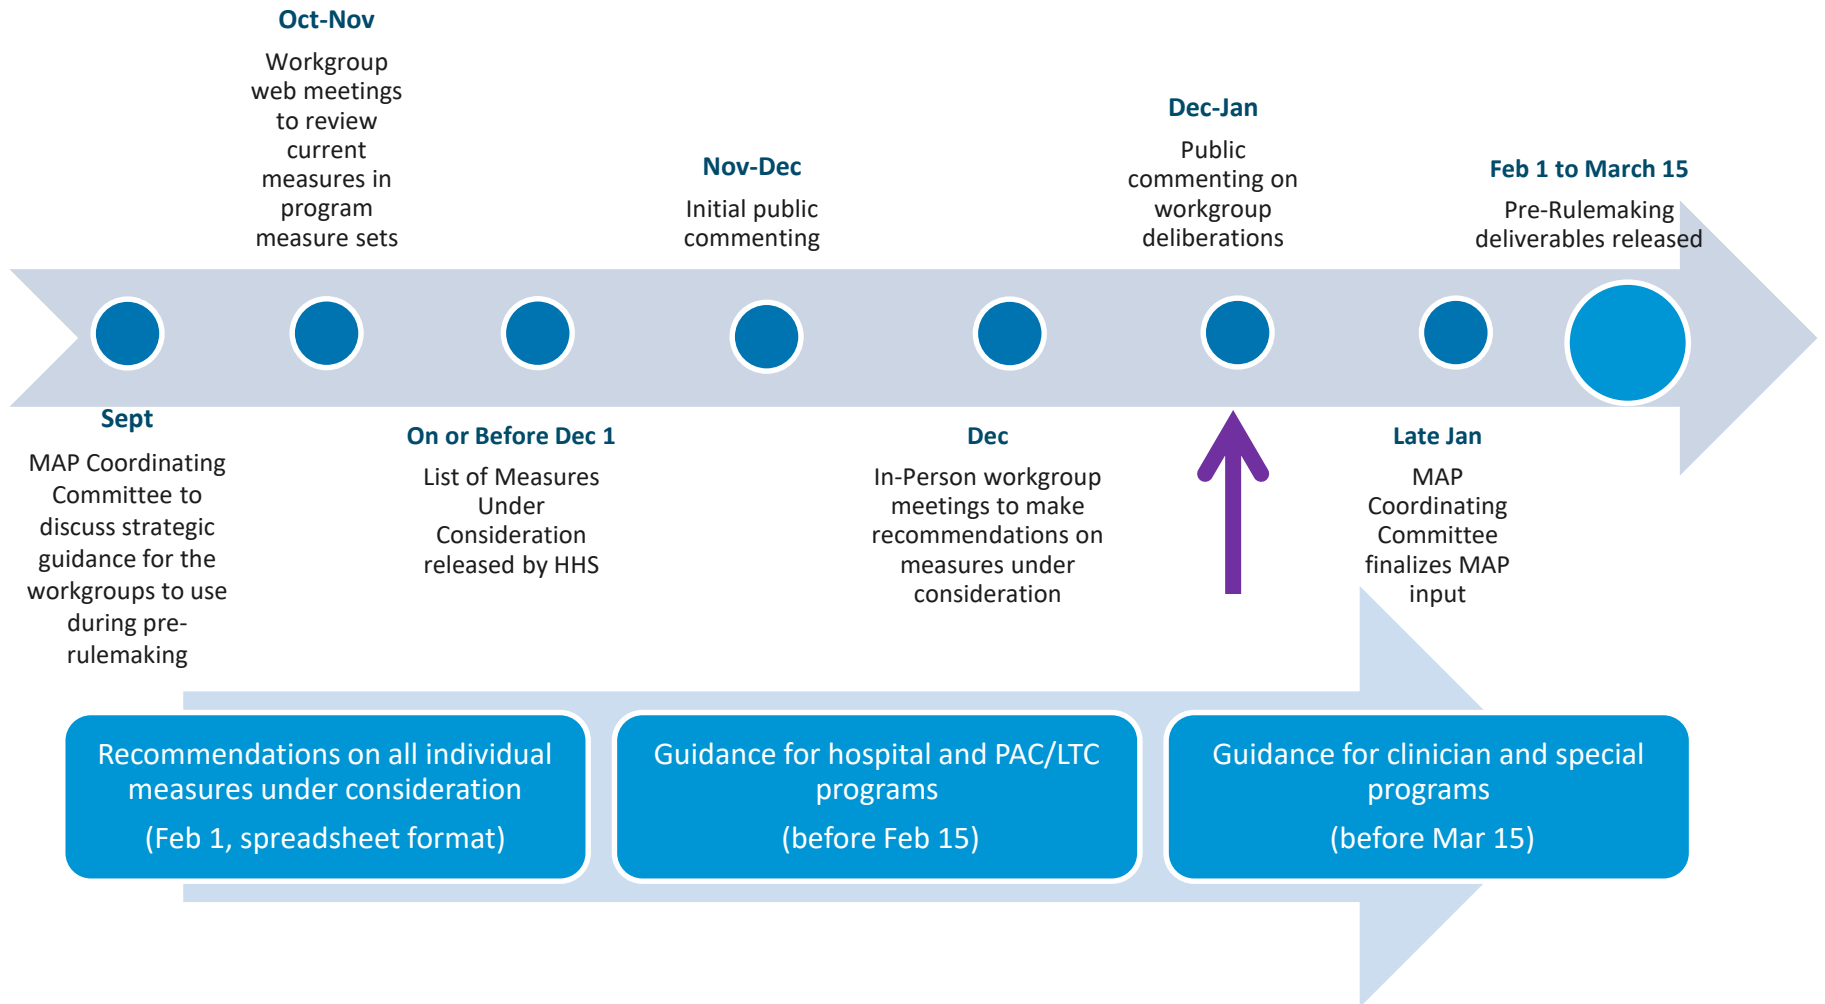 Oct-Nov
Workgroup
web meetings
to review
current
measures in
program
measure sets
Nov-Dec
Initial public
commenting
Dec-Jan
Public
commenting on
workgroup
deliberations
Feb 1 to March 15
Pre-Rulemaking
deliverables released
Sept
MAP Coordinating
Committee to
discuss strategic
guidance for the
workgroups to use
during pre-
rulemaking
On or Before Dec 1
List of Measures
Under
Consideration
released by HHS
Dec
In-Person workgroup
meetings to make
recommendations on
measures under
consideration
Late Jan
MAP
Coordinating
Committee
finalizes MAP
input
Recommendations on all individual
measures under consideration
(Feb 1, spreadsheet format)
Guidance for hospital and PAC/LTC
programs
(before Feb 15)
Guidance for clinician and special
programs
(before Mar 15)